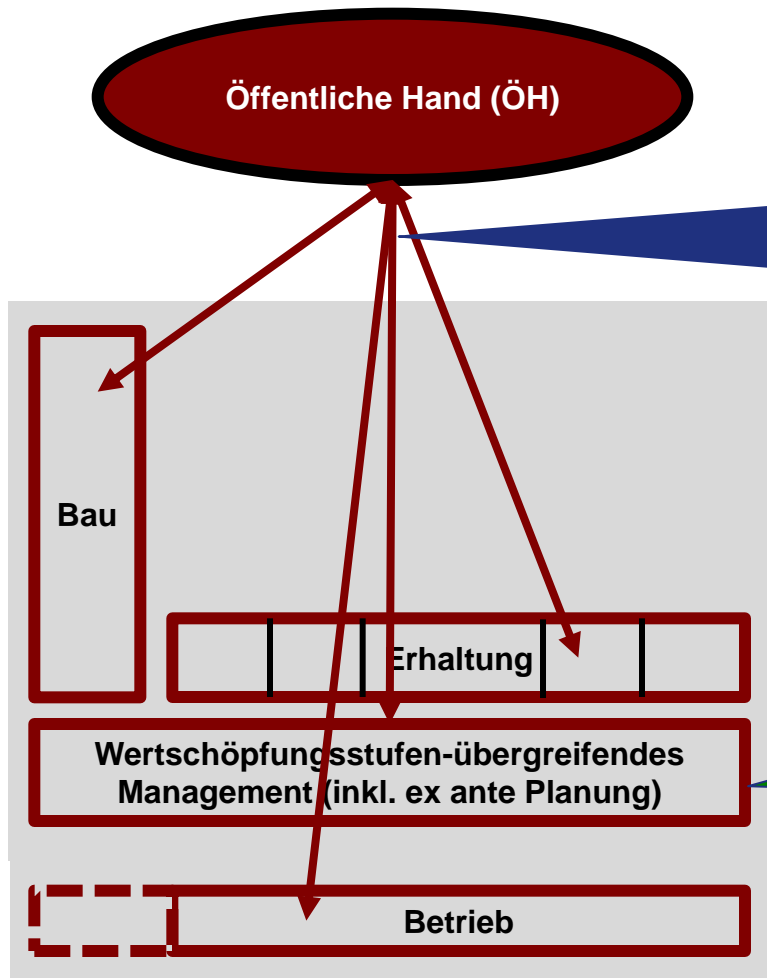 Öffentliche Hand (ÖH)
Bau
Erhaltung
Wertschöpfungsstufen-übergreifendes
Management (inkl. ex ante Planung)
Betrieb